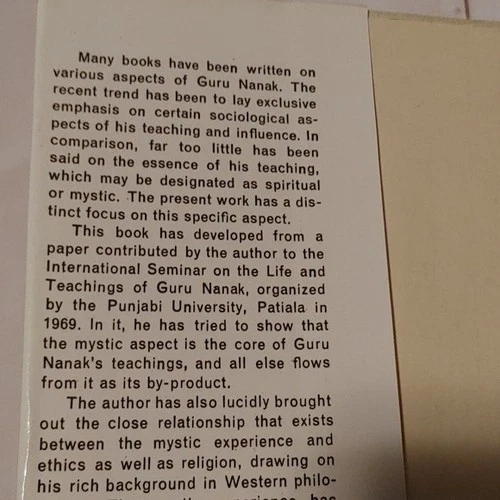 Many books have been written on
various aspects of Guru Nanak. The
recent trend has been to lay exclusive
emphasis on certain sociological as-
pects of his teaching and influence. In
comparison, far too little has been
said on the essence of his teaching,
which may be designated as spiritual
or mystic. The present work has a dis-
tinct focus on this specific aspect.
This book has developed from a
paper contributed by the author to the
International Seminar on the Life and
Teachings of Guru Nanak, organized
by the Punjabi University, Patiala in
1969. In it, he has tried to show that
the mystic aspect is the core of Guru
Nanak's teachings, and all else flows
from it as its by-product.
The author has also lucidly brought
out the close relationship that exists
between the mystic experience and
ethics as well as religion, drawing on
his rich background in Western philo-